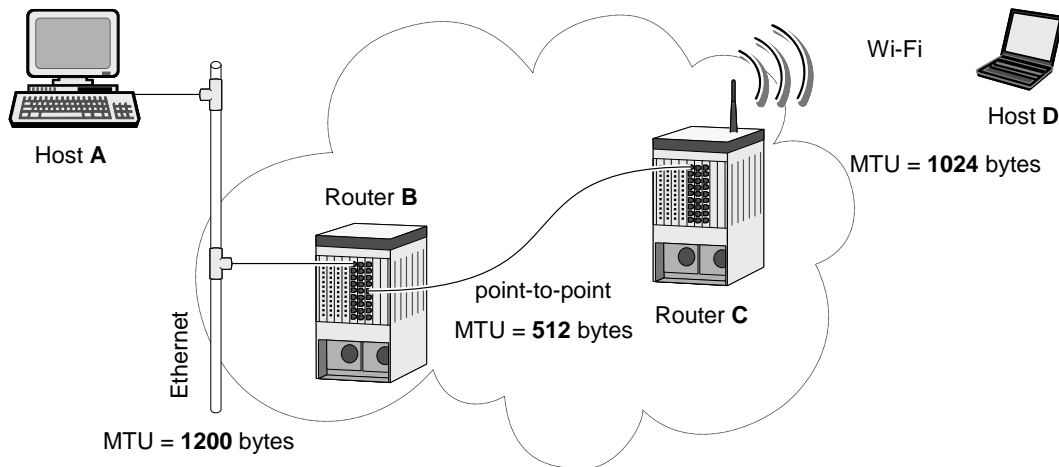 Wi-Fi
Host A
Host D
MTU = 1024 bytes
Router B
point-to-point
Router C
MTU = 512 bytes
Ethernet
MTU = 1200 bytes